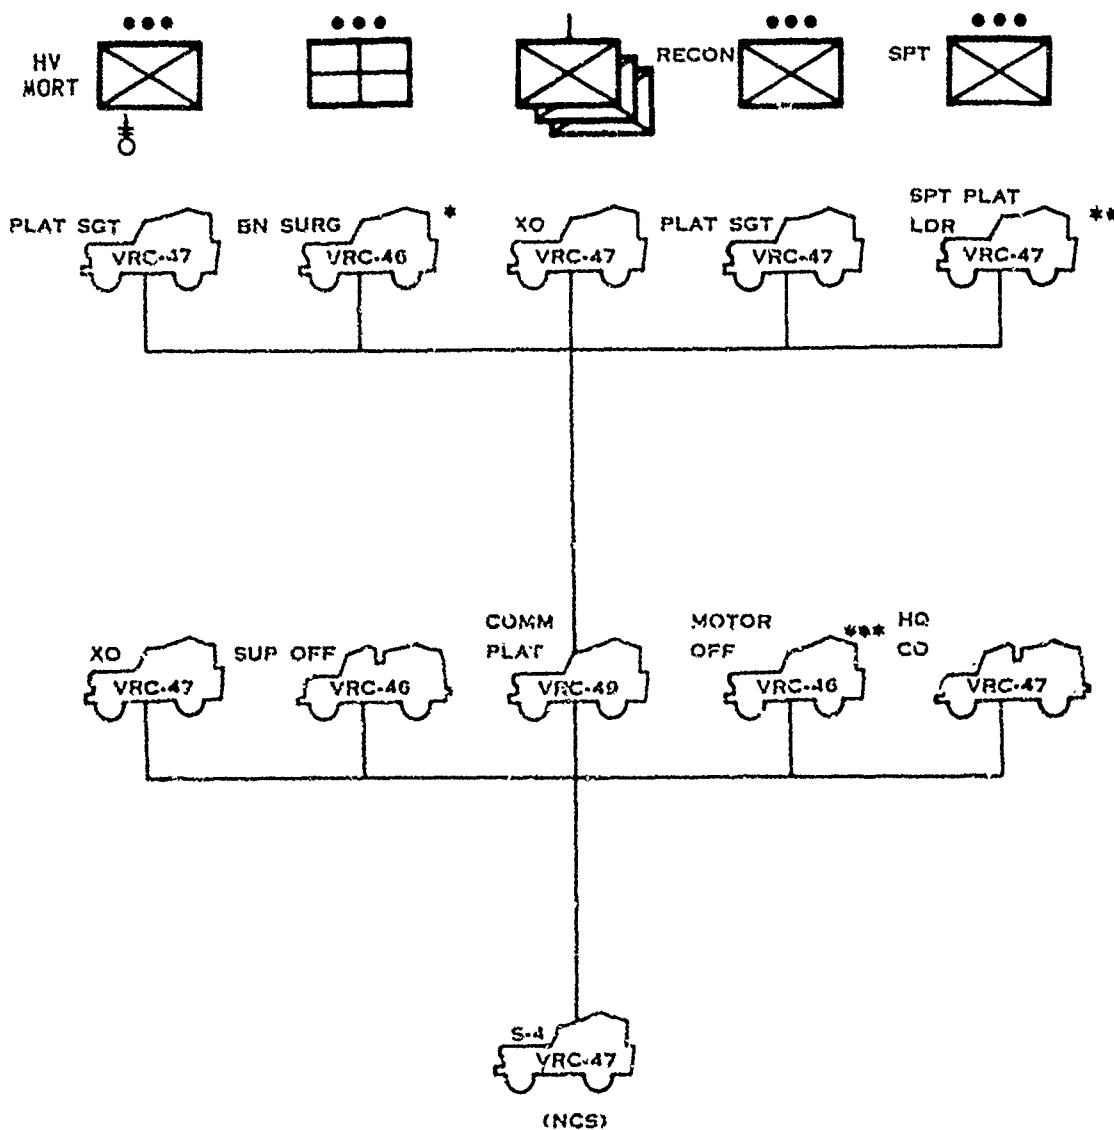 HV
MORT
RECON
SPT
PLAT SGT
VRC-47
BN SURG *
VRC-46
XO
VRC-47
PLAT SGT
VRC-47
SPT PLAT
LDR **
VRC-47
XO
VRC-47
SUP OFF
VRC-46
COMM
PLAT
VRC-49
MOTOR
OFF ***
VRC-46
HQ
CO
VRC-47
S-4
VRC-47
(NCS)